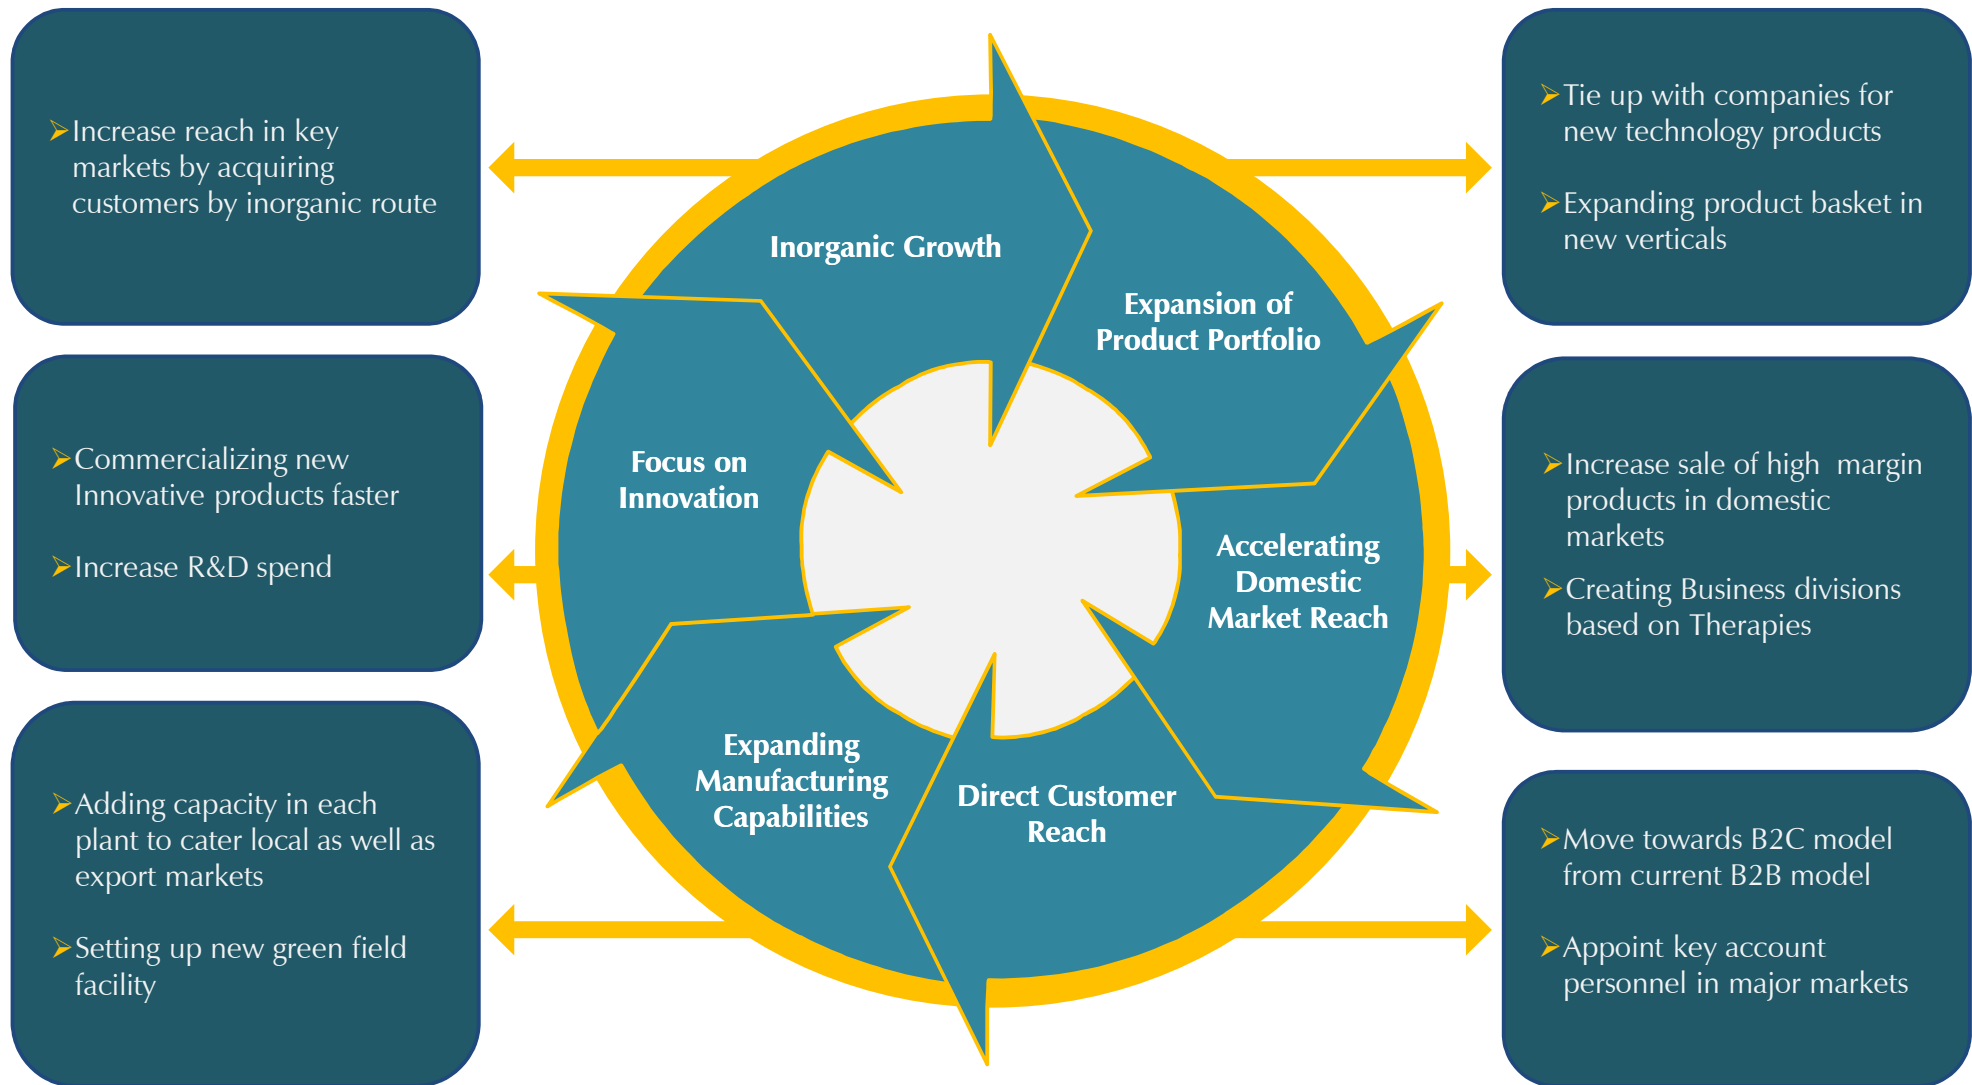 Increase reach in key
markets by acquiring
customers by inorganic route
Commercializing new
Innovative products faster
Increase R&D spend
Adding capacity in each
plant to cater local as well as
export markets
Setting up new green field
facility
Inorganic Growth
Expansion of
Product Portfolio
Focus on
Innovation
Accelerating
Domestic
Market Reach
Expanding
Manufacturing
Capabilities
Direct Customer
Reach
Tie up with companies for
new technology products
Expanding product basket in
new verticals
Increase sale of high margin
products in domestic
markets
Creating Business divisions
based on Therapies
Move towards B2C model
from current B2B model
Appoint key account
personnel in major markets